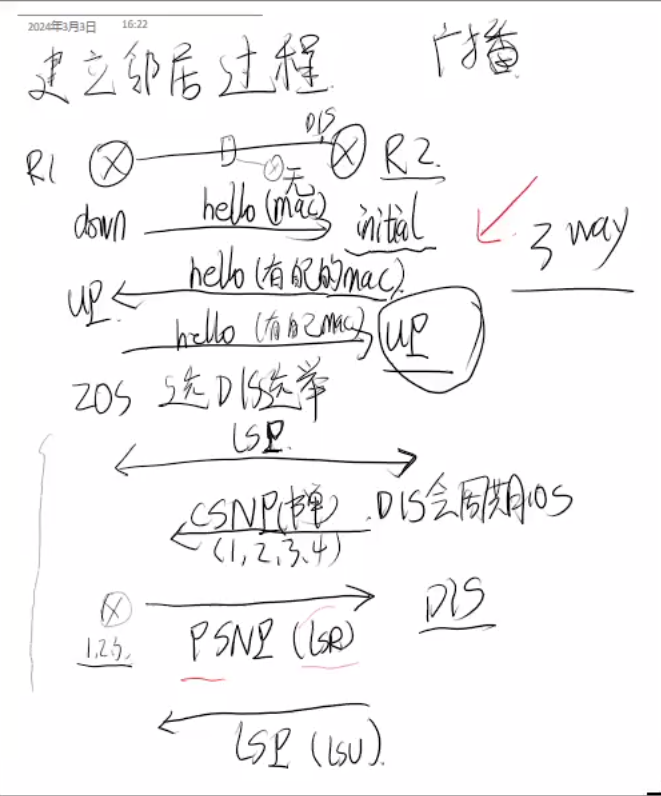 2024年3月3日 16:22
建立邻居过程 广播
DIS
R1 R2.
无
down hello (mac) initial
3 way
UP. hello (有自己的mac)
hello (有自己mac) UP
20S 选DIS选举
LSP
CSNP(书单) .DIS会周期10S
(1,2,3,4)
1.2.3. DIS
PSNP (LSR)
LSP (LSU).